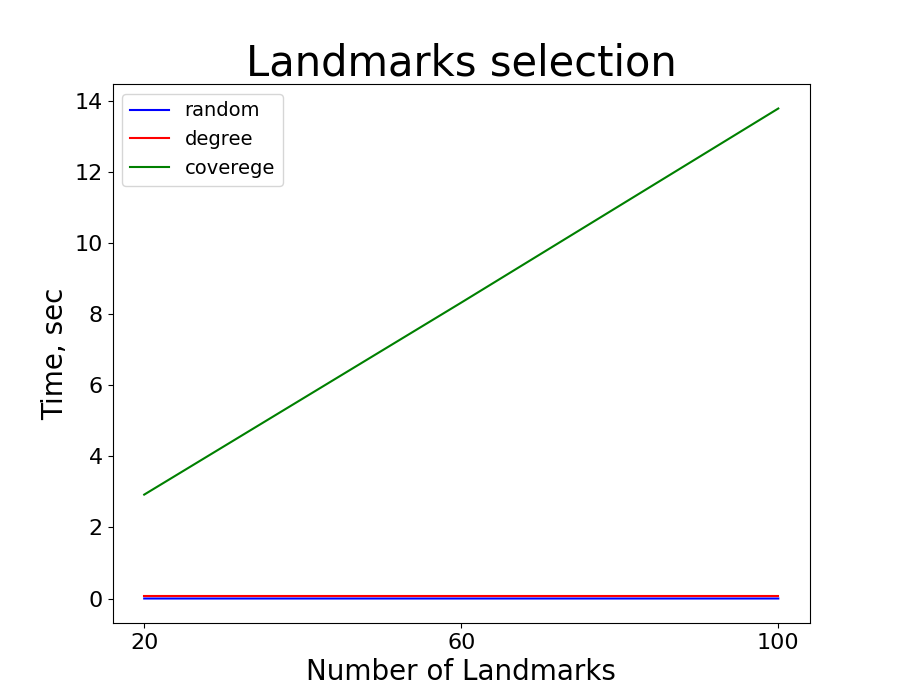 Landmarks selection
random
degree
coverege
14
12
10
8
6
4
2
0
Time, sec
20 60 100
Number of Landmarks